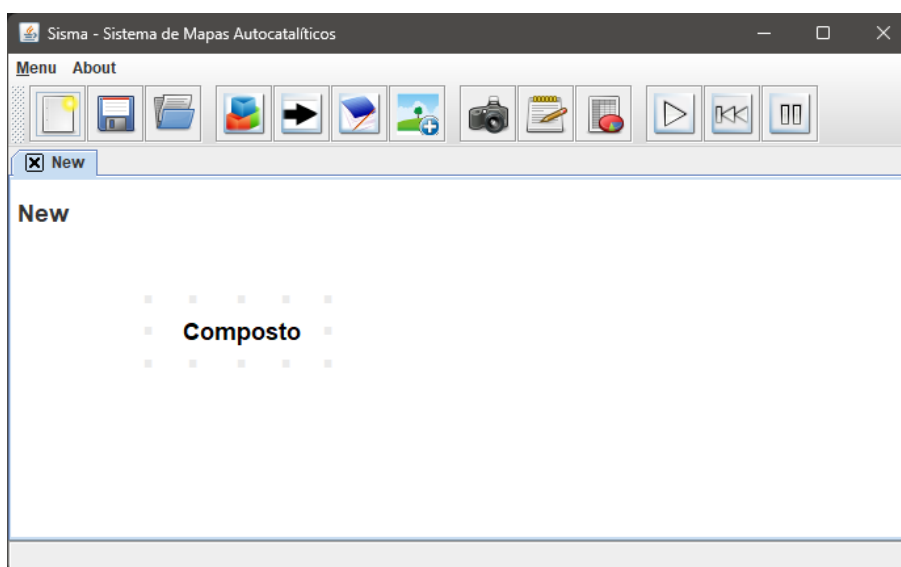 Sisma - Sistema de Mapas Autocatalíticos
Menu About
New
New
Composto